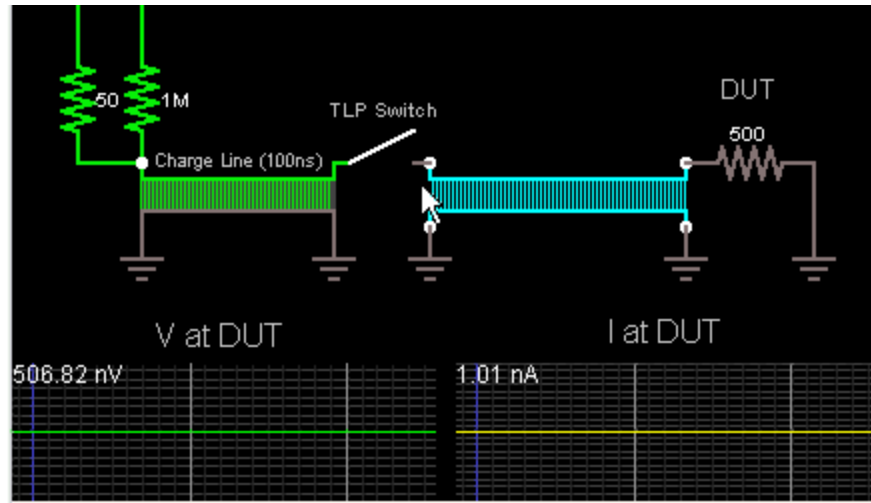 DUT
TLP Switch
50
1M
500
Charge Line (100ns)
V at DUT
I at DUT
506.82 nV
1.01 nA